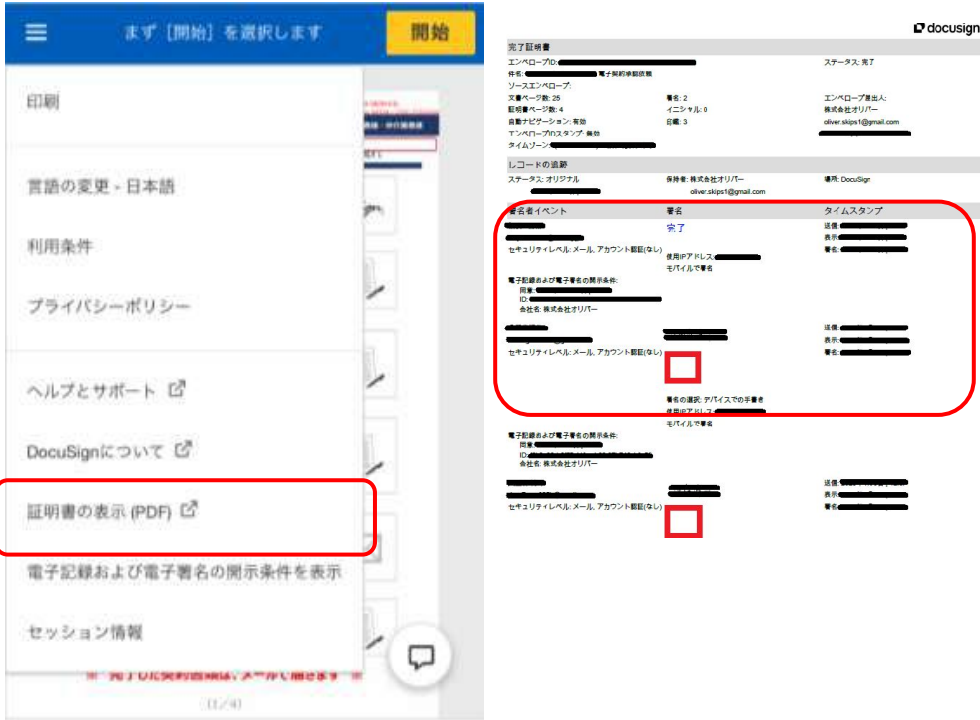 まず [開始] を選択します
開始
印刷
言語の変更 - 日本語
利用条件
プライバシーポリシー
ヘルプとサポート
DocuSignについて
証明書の表示 (PDF)
電子記録および電子署名の開示条件を表示
セッション情報
※ 完了した契約書類は、メールで届きます ※
(1/4)
docusign
完了証明書
エンベロープID:
ステータス: 完了
件名: 電子契約承認依頼
ソースエンベロープ:
文書ページ数: 25
署名: 2
エンベロープ差出人:
証明書ページ数: 4
イニシャル: 0
株式会社オリバー
自動ナビゲーション: 有効
印鑑: 3
oliver.skips1@gmail.com
エンベロープIDスタンプ: 無効
タイムゾーン:
レコードの追跡
ステータス: オリジナル
保持者: 株式会社オリバー
場所: DocuSign
oliver.skips1@gmail.com
署名者イベント
署名
タイムスタンプ
完了
送信:
表示:
署名:
セキュリティレベル: メール, アカウント認証(なし)
使用IPアドレス:
モバイルで署名
電子記録および電子署名の開示条件:
同意:
ID:
会社名: 株式会社オリバー
送信:
表示:
署名:
セキュリティレベル: メール, アカウント認証(なし)
署名の選択: デバイスでの手書き
使用IPアドレス:
モバイルで署名
電子記録および電子署名の開示条件:
同意:
ID:
会社名: 株式会社オリバー
送信:
表示:
署名:
セキュリティレベル: メール, アカウント認証(なし)